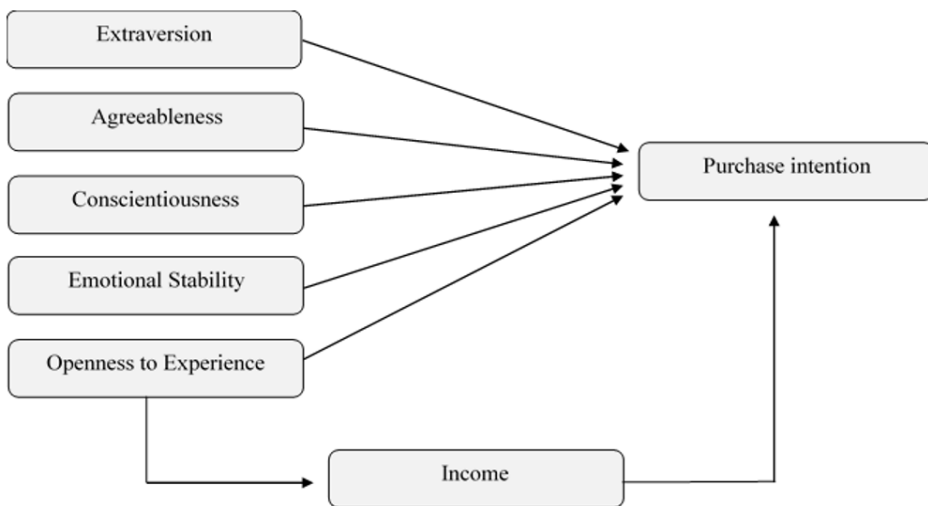 Extraversion
Agreeableness
Purchase intention
Conscientiousness
Emotional Stability
Openness to Experience
Income